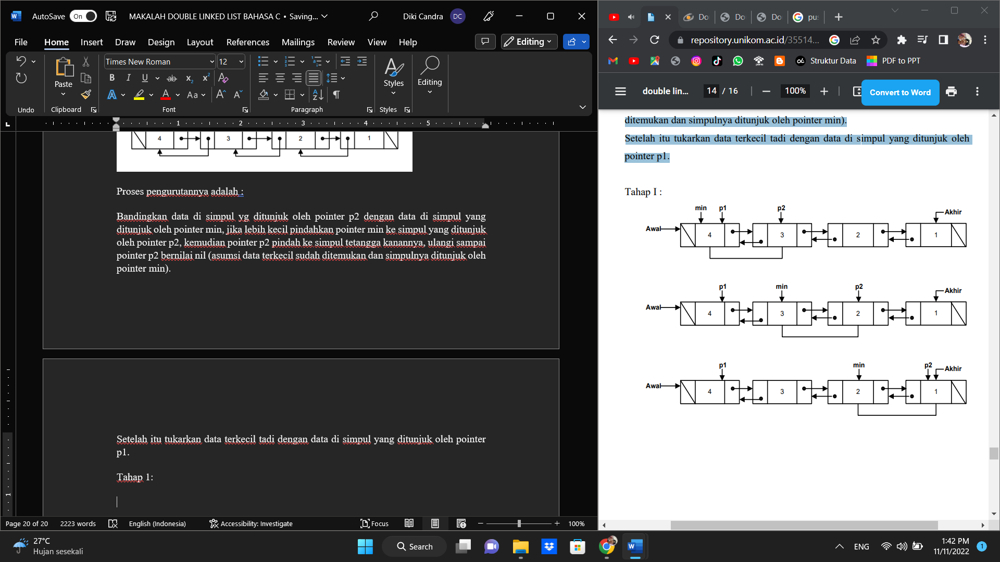 AutoSave On MAKALAH DOUBLE LINKED LIST BAHASA C • Saving... Diki Candra DC
File Home Insert Draw Design Layout References Mailings Review View Help Editing
Times New Roman 12
Paste Styles Editing
Undo Clipboard Font Paragraph Styles
1 2 3 4 5
4 3 2 1
Proses pengurutannya adalah :
Bandingkan data di simpul yg ditunjuk oleh pointer p2 dengan data di simpul yang
ditunjuk oleh pointer min, jika lebih kecil pindahkan pointer min ke simpul yang ditunjuk
oleh pointer p2, kemudian pointer p2 pindah ke simpul tetangga kanannya, ulangi sampai
pointer p2 bernilai nil (asumsi data terkecil sudah ditemukan dan simpulnya ditunjuk oleh
pointer min).
Setelah itu tukarkan data terkecil tadi dengan data di simpul yang ditunjuk oleh pointer
p1.
Tahap 1:
1
Page 20 of 20 2223 words English (Indonesia) Accessibility: Investigate Focus 100%
Do Do Do pu
repository.unikom.ac.id/35514...
Struktur Data PDF to PPT
double lin... 14 / 16 100% Convert to Word
ditemukan dan simpulnya ditunjuk oleh pointer min).
Setelah itu tukarkan data terkecil tadi dengan data di simpul yang ditunjuk oleh
pointer p1.
Tahap I :
min p1 p2 Akhir
Awal 4 3 2 1
p1 min p2 Akhir
Awal 4 3 2 1
p1 min p2 Akhir
Awal 4 3 2 1
27°C
Hujan sesekali
Search
ENG
1:42 PM
11/11/2022
1